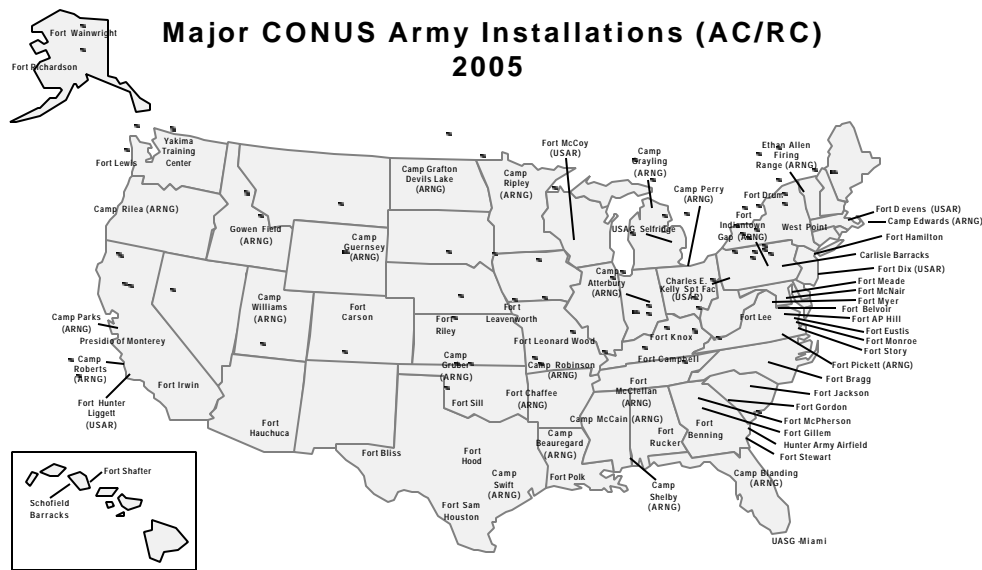 Major CONUS Army Installations (AC/RC)
2005
Fort Wainwright
Fort Richardson
Yakima
Training
Center
Fort Lewis
Camp Rilea (ARNG)
Gowen Field
(ARNG)
Camp Grafton
Devils Lake
(ARNG)
Camp
Ripley
(ARNG)
Fort McCoy
(USAR)
Camp
Grayling
(ARNG)
Camp Perry
(ARNG)
Ethan Allen
Firing
Range (ARNG)
Fort Drum
Fort
Indiantown
Gap (ARNG)
West Point
Fort Devens (USAR)
Camp Edwards (ARNG)
Fort Hamilton
Carlisle Barracks
Fort Dix (USAR)
Fort Meade
Fort McNair
Fort Myer
Fort Belvoir
Fort AP Hill
Fort Eustis
Fort Monroe
Fort Story
Fort Pickett (ARNG)
Fort Bragg
Fort Jackson
Fort Gordon
Fort McPherson
Fort Gillem
Hunter Army Airfield
Fort Stewart
USAG Selfridge
Camp
Guernsey
(ARNG)
Camp
Atterbury
(ARNG)
Charles E.
Kelly Spt Fac
(USAR)
Fort Lee
Camp
Williams
(ARNG)
Fort
Carson
Fort
Riley
Fort
Leavenworth
Fort Leonard Wood
Fort Knox
Fort Campbell
Camp Parks
(ARNG)
Presidio of Monterey
Camp
Roberts
(ARNG)
Fort Hunter
Liggett
(USAR)
Fort Irwin
Camp
Gruber
(ARNG)
Camp Robinson
(ARNG)
Fort Sill
Fort Chaffee
(ARNG)
Fort
McClellan
(ARNG)
Camp McCain (ARNG)
Fort
Hauchuca
Fort Bliss
Fort
Hood
Camp
Swift
(ARNG)
Fort Sam
Houston
Camp
Beauregard
(ARNG)
Fort Polk
Fort
Rucker
Fort
Benning
Camp
Shelby
(ARNG)
Camp Blanding
(ARNG)
UASG -Miami
Fort Shafter
Schofield
Barracks